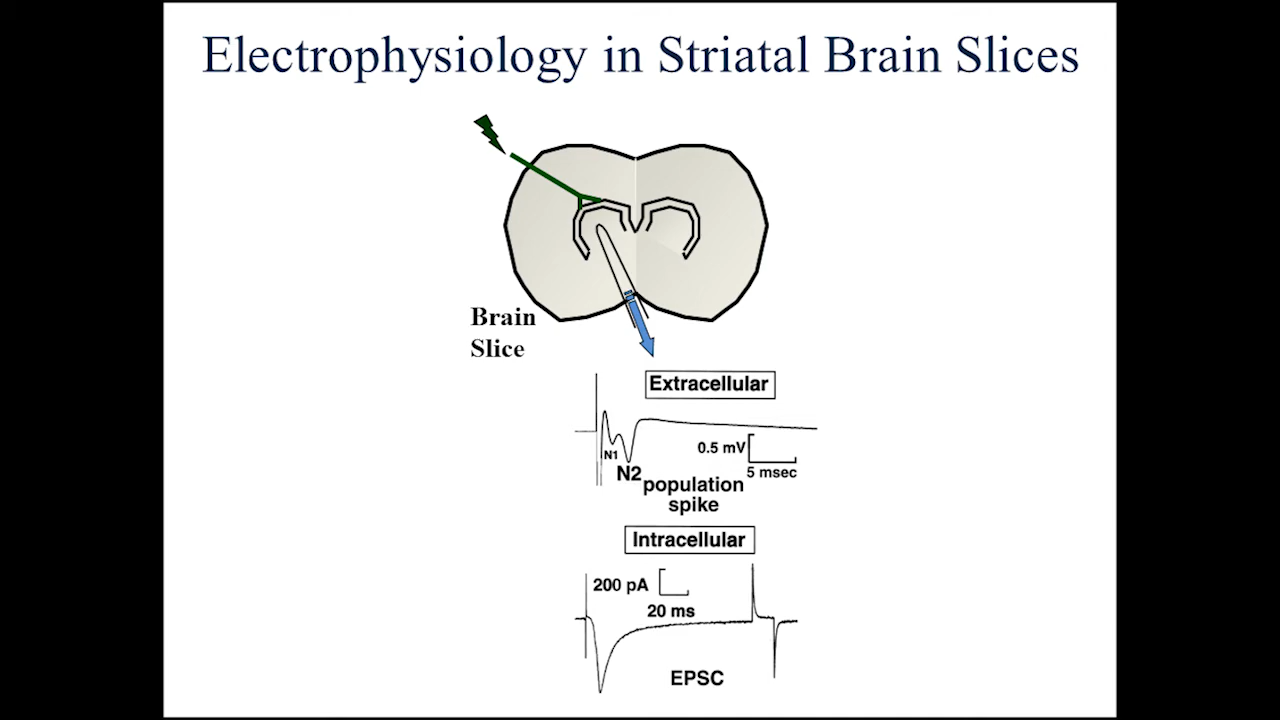 Electrophysiology in Striatal Brain Slices
Brain
Slice
Extracellular
0.5 mV
N1
5 msec
N2
population
spike
Intracellular
200 pA
20 ms
EPSC